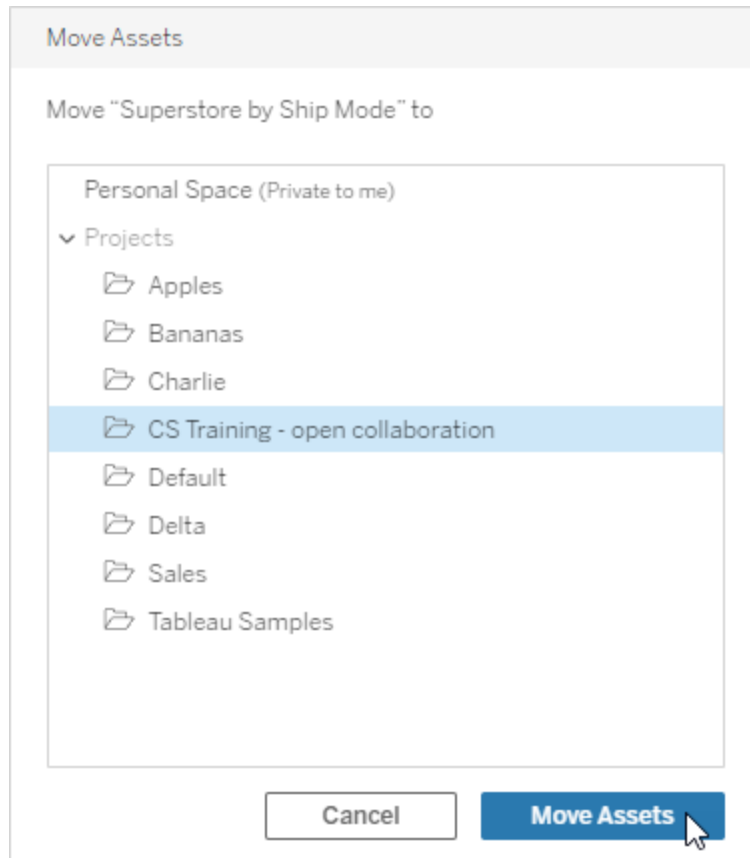 Move Assets
Move “Superstore by Ship Mode” to
Personal Space (Private to me)
Projects
Apples
Bananas
Charlie
CS Training - open collaboration
Default
Delta
Sales
Tableau Samples
Cancel
Move Assets